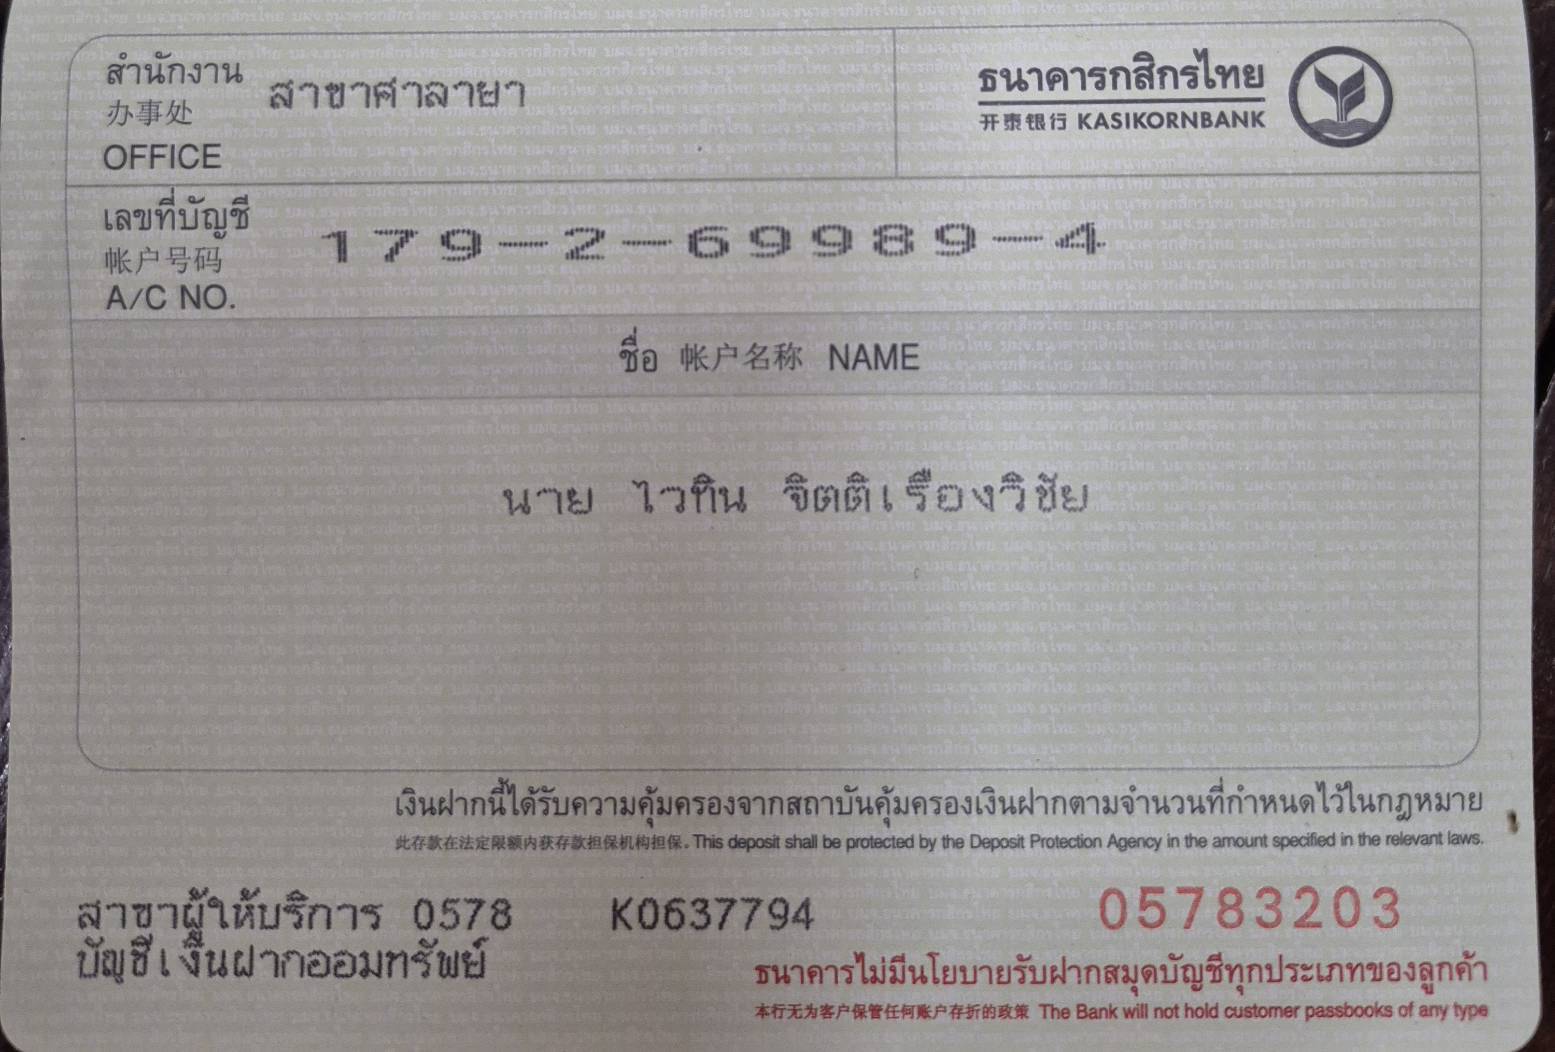 สำนักงาน
办事处
OFFICE
สาขาศาลายา
ธนาคารกสิกรไทย
开泰银行 KASIKORNBANK
เลขที่บัญชี
帐户号码
A/C NO.
179-2-69989-4
ชื่อ 帐户名称 NAME
นาย ไวทิน จิตติเรืองวิชัย
เงินฝากนี้ได้รับความคุ้มครองจากสถาบันคุ้มครองเงินฝากตามจำนวนที่กำหนดไว้ในกฎหมาย
此存款在法定限额内获存款担保机构担保. This deposit shall be protected by the Deposit Protection Agency in the amount specified in the relevant laws.
สาขาผู้ให้บริการ 0578 K0637794 05783203
บัญชีเงินฝากออมทรัพย์
ธนาคารไม่มีนโยบายรับฝากสมุดบัญชีทุกประเภทของลูกค้า
本行无为客户保管任何账户存折的政策 The Bank will not hold customer passbooks of any type